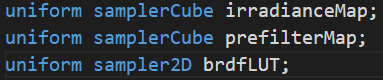 uniform samplerCube irradianceMap;
uniform samplerCube prefilterMap;
uniform sampler2D brdfLUT;